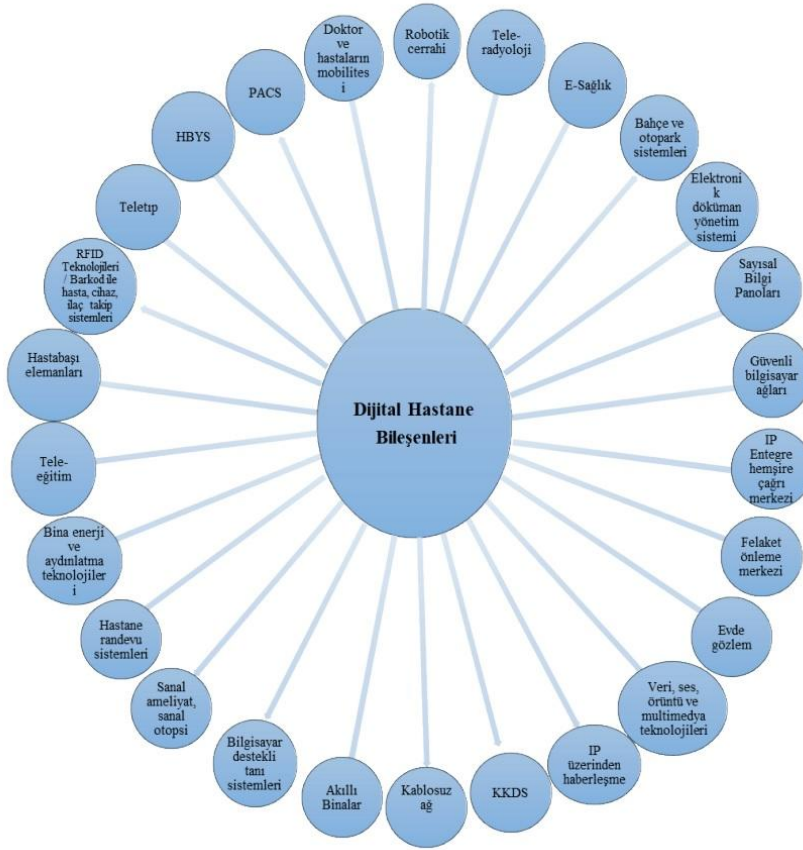 Dijital Hastane
Bileşenleri
Robotik
cerrahi
Tele-
radyoloji
E-Sağlık
Bahçe ve
otopark
sistemleri
Elektroni
k
döküman
yönetim
sistemi
Sayısal
Bilgi
Panoları
Güvenli
bilgisayar
ağları
IP
Entegre
hemşire
çağrı
merkezi
Felaket
önleme
merkezi
Evde
gözlem
Veri, ses,
örüntü ve
multimedya
teknolojileri
IP
üzerinden
haberleşme
KKDS
Kablosuz
ağ
Akıllı
Binalar
Bilgisayar
destekli
tanı
sistemleri
Sanal
ameliyat,
sanal
otopsi
Hastane
randevu
sistemleri
Bina enerji
ve
aydınlatma
teknolojiler
i
Tele-
eğitim
Hastabaşı
elemanları
RFID
Teknolojileri
/ Barkod ile
hasta, cihaz,
ilaç takip
sistemleri
Teletıp
HBYS
PACS
Doktor
ve
hastaların
mobilites
i